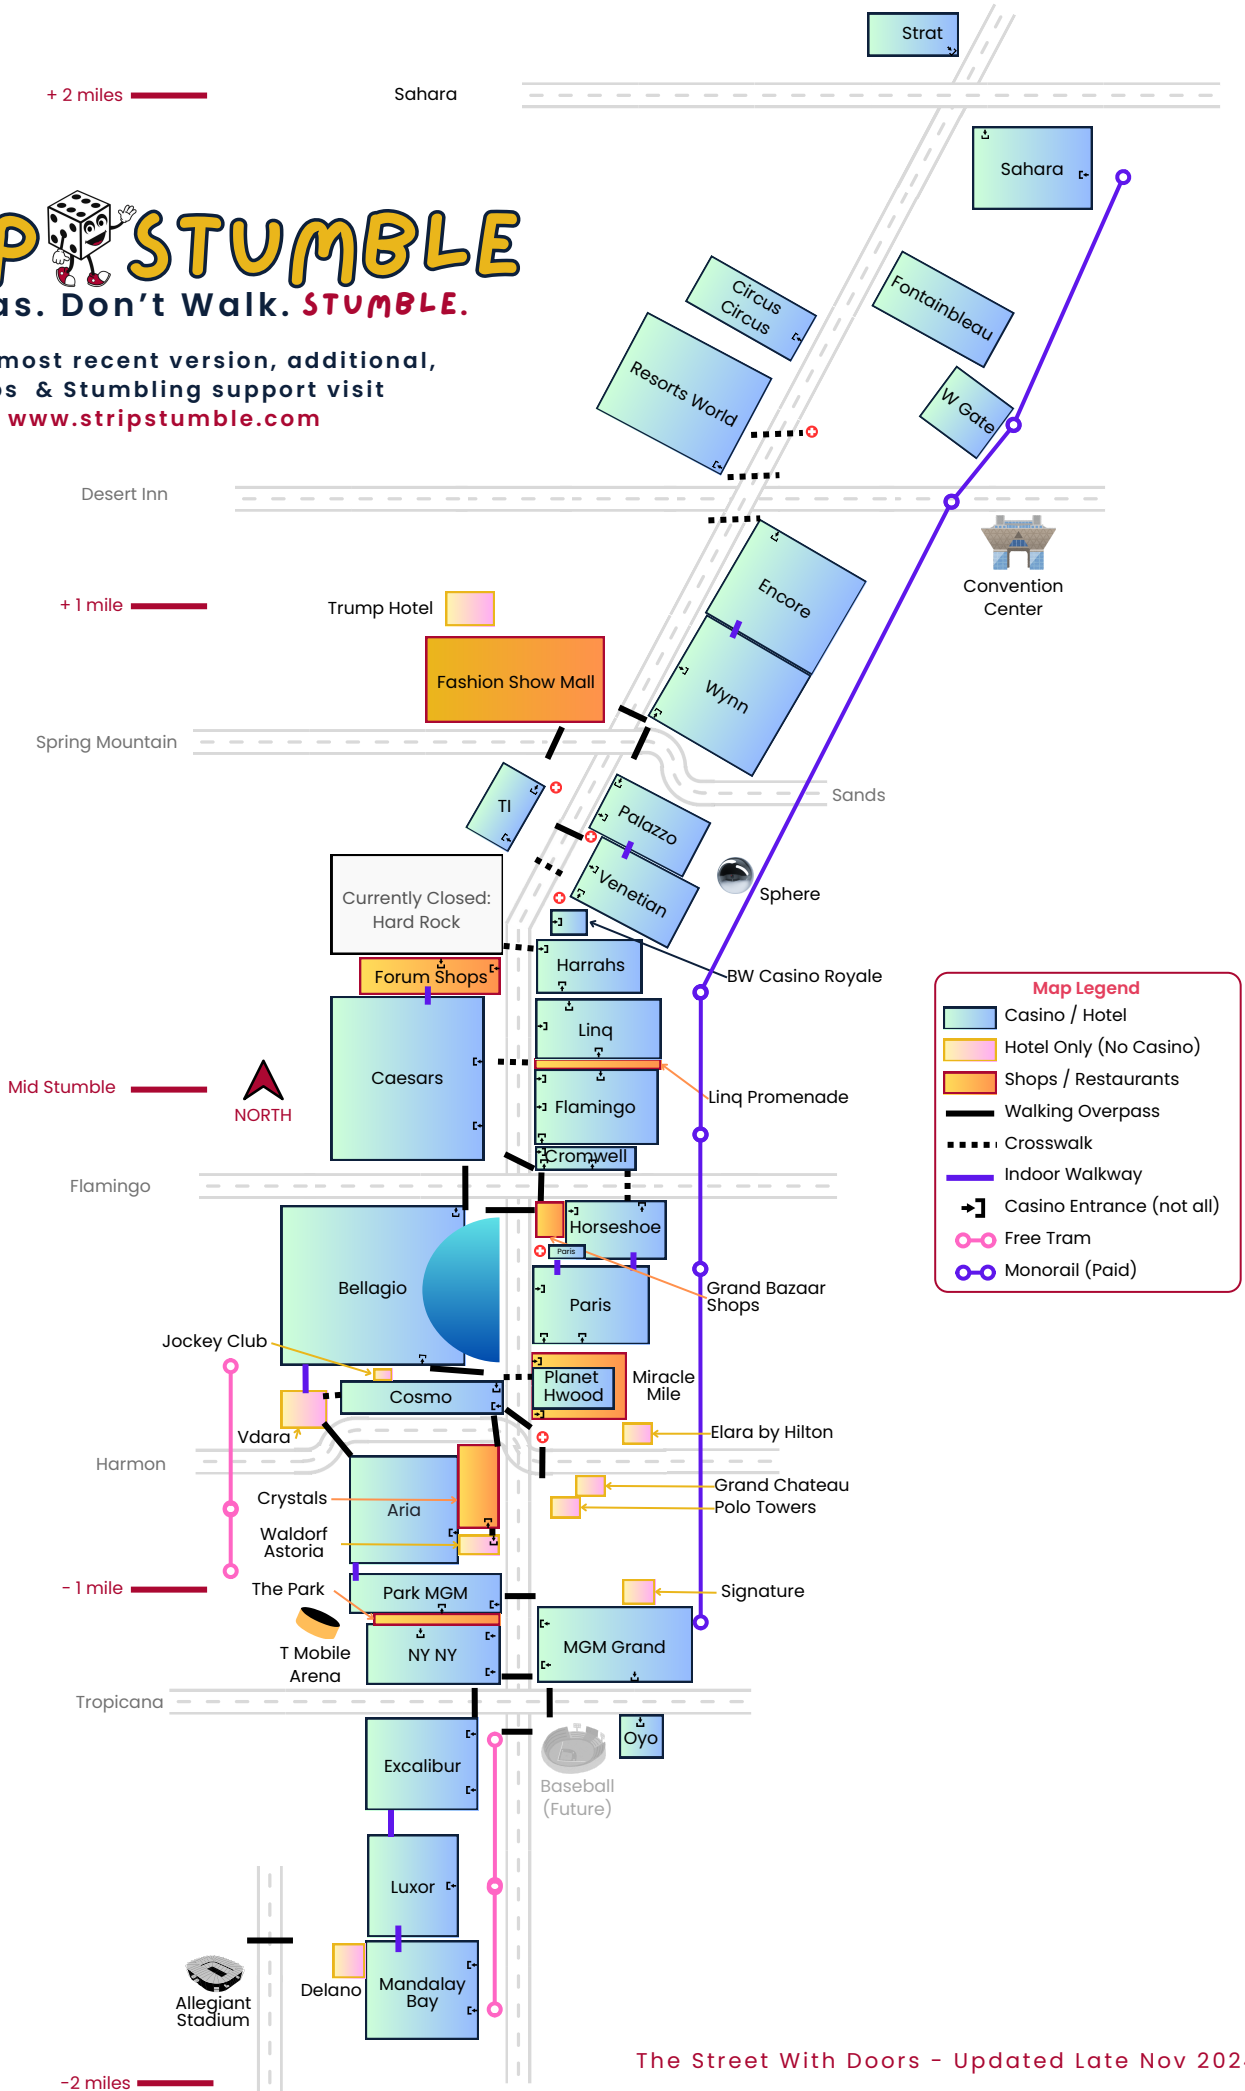 Strat
+ 2 miles
Sahara
Sahara
STUMBLE
Don't Walk. STUMBLE.
most recent version, additional,
& Stumbling support visit
www.stripstumble.com
Circus
Circus
Fontainbleau
Resorts World
W Gate
Desert Inn
Convention
Center
Encore
+ 1 mile
Trump Hotel
Fashion Show Mall
Wynn
Spring Mountain
Sands
TI
Palazzo
Venetian
Sphere
Currently Closed:
Hard Rock
Harrahs
BW Casino Royale
Forum Shops
Linq
Caesars
Mid Stumble
NORTH
Linq Promenade
Flamingo
Cromwell
Map Legend
Casino / Hotel
Hotel Only (No Casino)
Shops / Restaurants
Walking Overpass
Crosswalk
Indoor Walkway
Casino Entrance (not all)
Free Tram
Monorail (Paid)
Flamingo
Horseshoe
Paris
Bellagio
Paris
Grand Bazaar
Shops
Jockey Club
Planet
Hwood
Miracle
Mile
Cosmo
Vdara
Elara by Hilton
Harmon
Crystals
Aria
Grand Chateau
Polo Towers
Waldorf
Astoria
- 1 mile
The Park
Park MGM
Signature
T Mobile
Arena
NY NY
MGM Grand
Tropicana
Excalibur
Oyo
Baseball
(Future)
Luxor
Allegiant
Stadium
Delano
Mandalay
Bay
The Street With Doors - Updated Late Nov
-2 miles